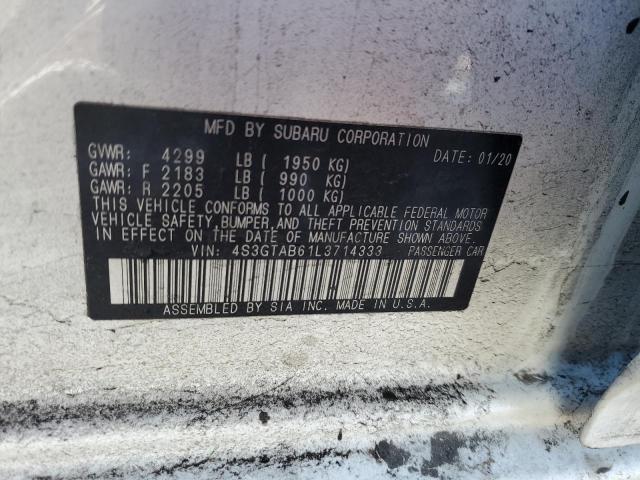 MFD BY SUBARU CORPORATION
GVWR: 4299 LB ( 1950 KG) DATE: 01/20
GAWR: F 2183 LB ( 990 KG)
GAWR: R 2205 LB ( 1000 KG)
THIS VEHICLE CONFORMS TO ALL APPLICABLE FEDERAL MOTOR
VEHICLE SAFETY, BUMPER, AND THEFT PREVENTION STANDARDS
IN EFFECT ON THE DATE OF MANUFACTURE SHOWN ABOVE.
VIN: 4S3GTAB61L3714333 PASSENGER CAR
ASSEMBLED BY SIA INC. MADE IN U.S.A.